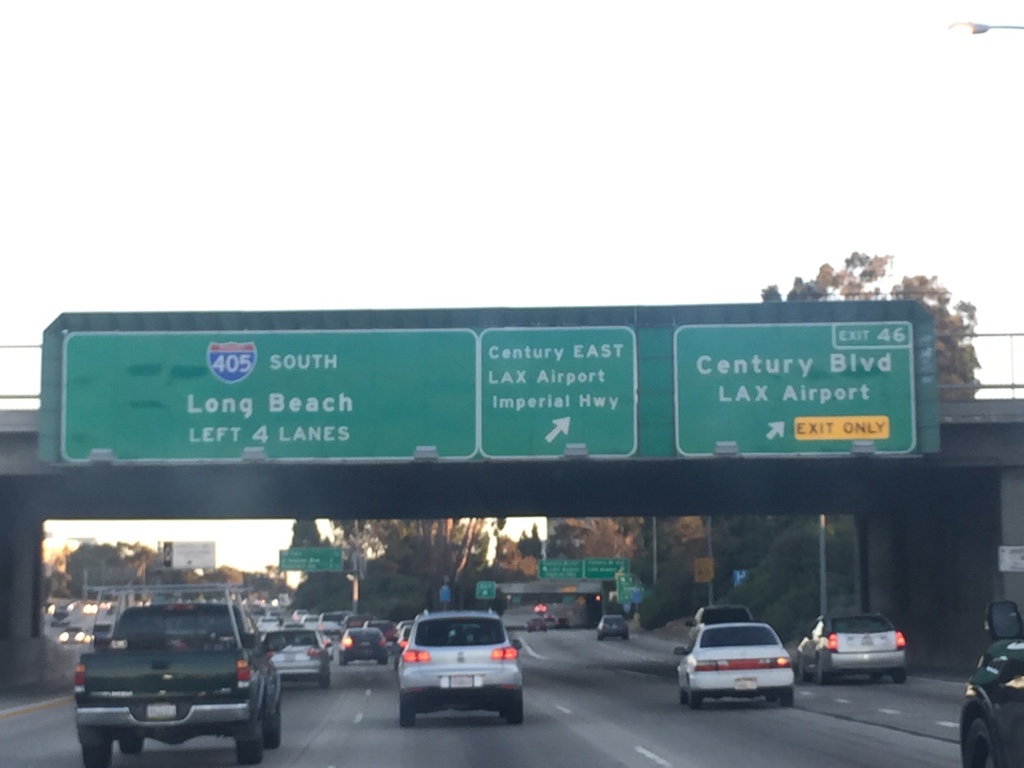 405 SOUTH
Long Beach
LEFT 4 LANES
Century EAST
LAX Airport
Imperial Hwy
EXIT 46
Century Blvd
LAX Airport
EXIT ONLY